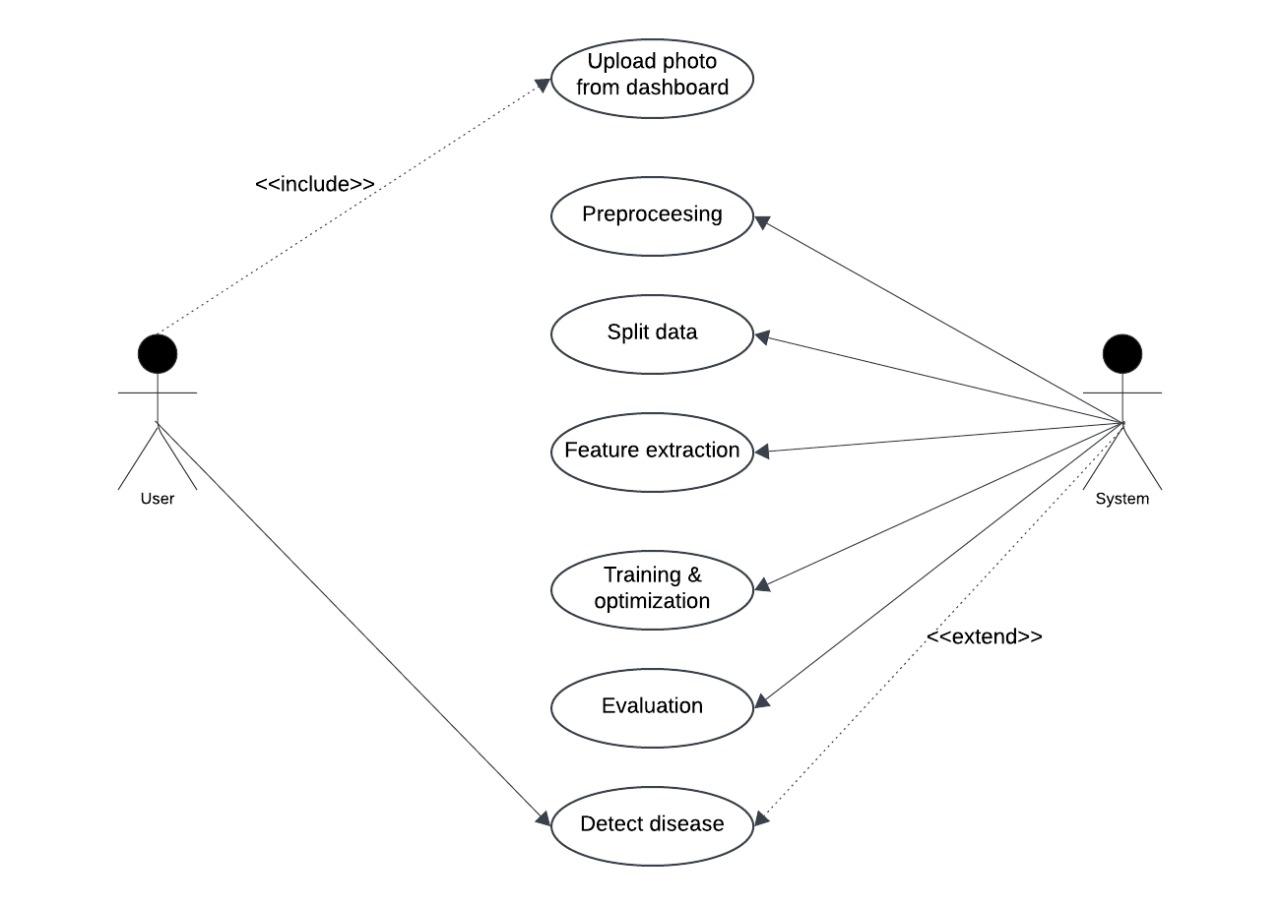 Upload photo
from dashboard
<<include>>
Preproceesing
Split data
Feature extraction
User
System
Training &
optimization
<<extend>>
Evaluation
Detect disease